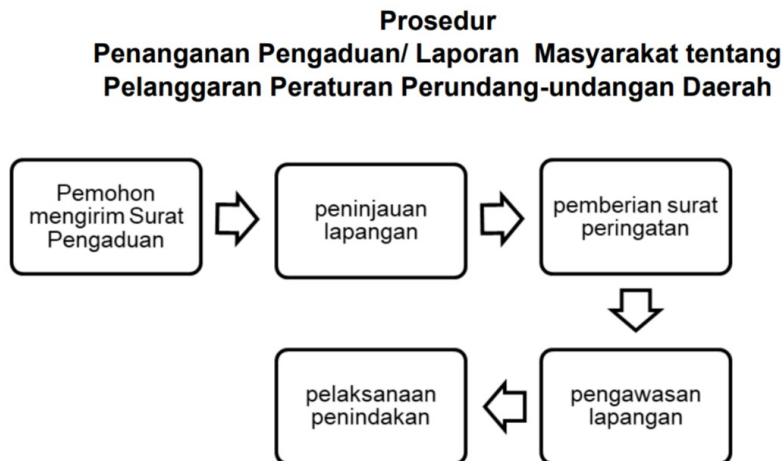 Prosedur
Penanganan Pengaduan/ Laporan  Masyarakat tentang
Pelanggaran Peraturan Perundang-undangan Daerah
Pemohon
mengirim Surat
Pengaduan
peninjauan
lapangan
pemberian surat
peringatan
pengawasan
lapangan
pelaksanaan
penindakan